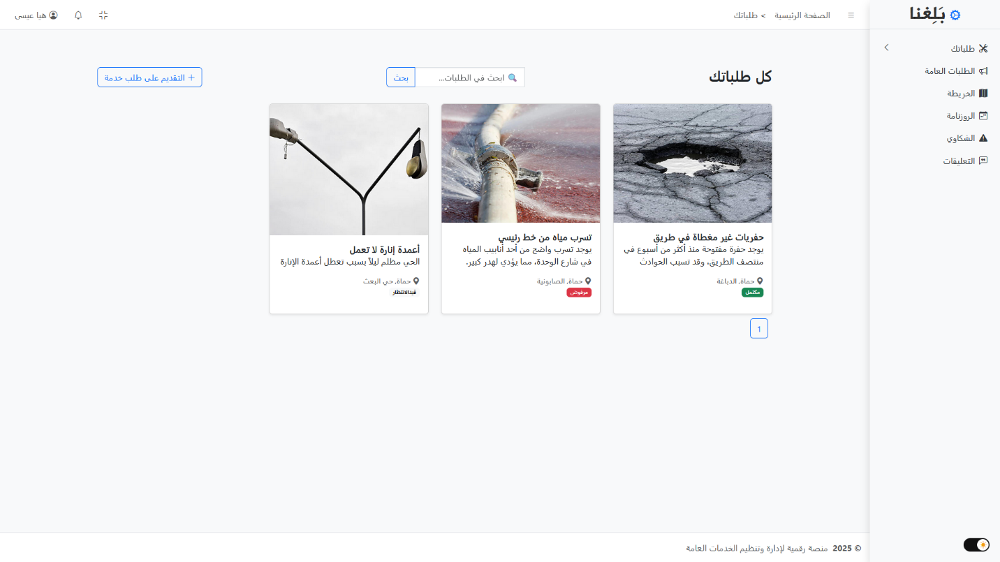 بَلِغْنا
طلباتك
الطلبات العامة
الخريطة
الروزنامة
الشكاوي
التعليقات
الصفحة الرئيسية > طلباتك
هيا عيسى
كل طلباتك
ابحث في الطلبات...
بحث
+ التقديم على طلب خدمة
حفريات غير مغطاة في طريق
يوجد حفرة مفتوحة منذ أكثر من أسبوع في
منتصف الطريق، وقد تسبب الحوادث
حماة, الدباغة
مكتمل
تسرب مياه من خط رئيسي
يوجد تسرب واضح من أحد أنابيب المياه
في شارع الوحدة، مما يؤدي لهدر كبير.
حماة, الصابونية
مرفوض
أعمدة إنارة لا تعمل
الحي مظلم ليلاً بسبب تعطل أعمدة الإنارة
حماة, حي البعث
قيدالانتظار
1
© 2025 منصة رقمية لإدارة وتنظيم الخدمات العامة